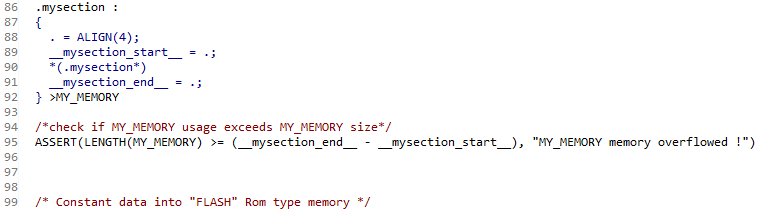 86 .mysection :
87 {
88   . = ALIGN(4);
89   __mysection_start__ = .;
90   *(.mysection*)
91   __mysection_end__ = .;
92 } >MY_MEMORY
93
94 /*check if MY_MEMORY usage exceeds MY_MEMORY size*/
95 ASSERT(LENGTH(MY_MEMORY) >= (__mysection_end__ - __mysection_start__), "MY_MEMORY memory overflowed !")
96
97
98
99 /* Constant data into "FLASH" Rom type memory */